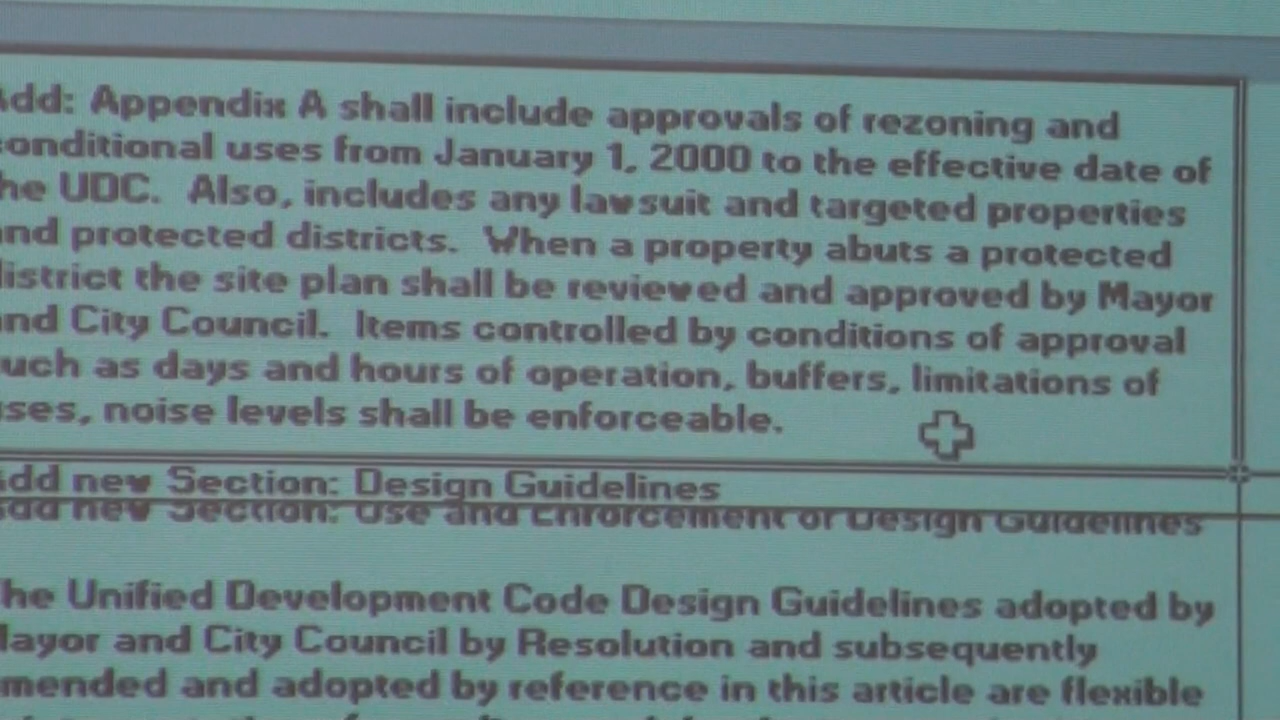 dd: Appendix A shall include approvals of rezoning and
onditional uses from January 1, 2000 to the effective date of
he UDC. Also, includes any lawsuit and targeted properties
nd protected districts. When a property abuts a protected
istrict the site plan shall be reviewed and approved by Mayor
nd City Council. Items controlled by conditions of approval
uch as days and hours of operation, buffers, limitations of
ses, noise levels shall be enforceable.
dd new Section: Design Guidelines
dd new Section: Use and Enforcement of Design Guidelines
he Unified Development Code Design Guidelines adopted by
ayor and City Council by Resolution and subsequently
mended and adopted by reference in this article are flexible